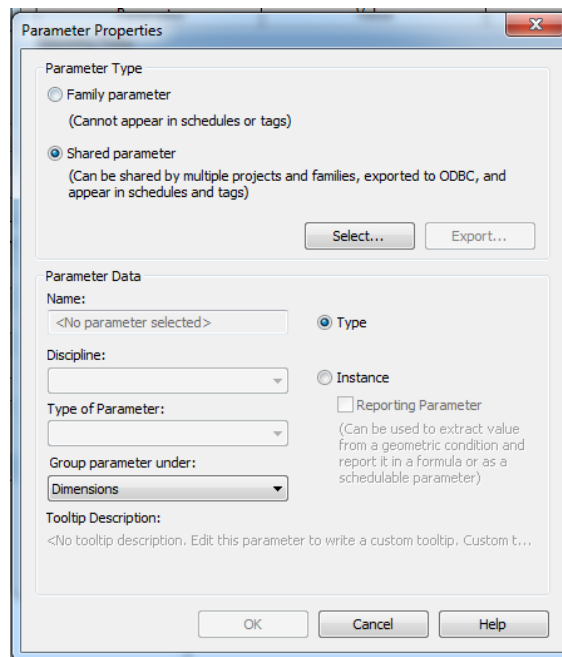 Parameter Properties
Parameter Type
Family parameter
(Cannot appear in schedules or tags)
Shared parameter
(Can be shared by multiple projects and families, exported to ODBC, and
appear in schedules and tags)
Select...
Export...
Parameter Data
Name:
<No parameter selected>
Type
Discipline:
Instance
Reporting Parameter
Type of Parameter:
(Can be used to extract value
from a geometric condition and
report it in a formula or as a
schedulable parameter)
Group parameter under:
Dimensions
Tooltip Description:
<No tooltip description. Edit this parameter to write a custom tooltip. Custom t...
OK
Cancel
Help